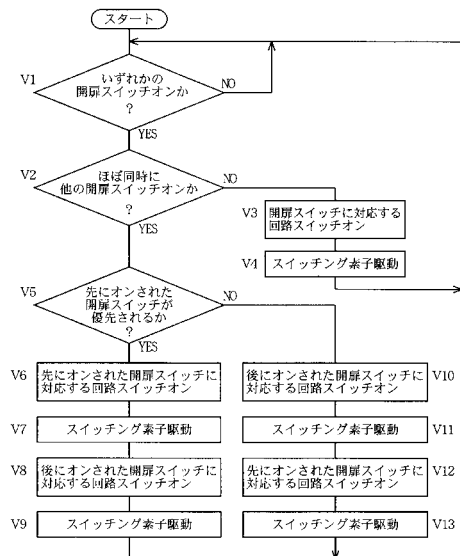 スタート
V1
いずれかの
開扉スイッチオンか
?
NO
YES
V2
ほぼ同時に
他の開扉スイッチオンか
?
NO
YES
V3
開扉スイッチに対応する
回路スイッチオン
V4
スイッチング素子駆動
V5
先にオンされた
開扉スイッチが
優先されるか
?
NO
YES
V6
先にオンされた開扉スイッチに
対応する回路スイッチオン
V10
後にオンされた開扉スイッチに
対応する回路スイッチオン
V7
スイッチング素子駆動
V11
スイッチング素子駆動
V8
後にオンされた開扉スイッチに
対応する回路スイッチオン
V12
先にオンされた開扉スイッチに
対応する回路スイッチオン
V9
スイッチング素子駆動
V13
スイッチング素子駆動